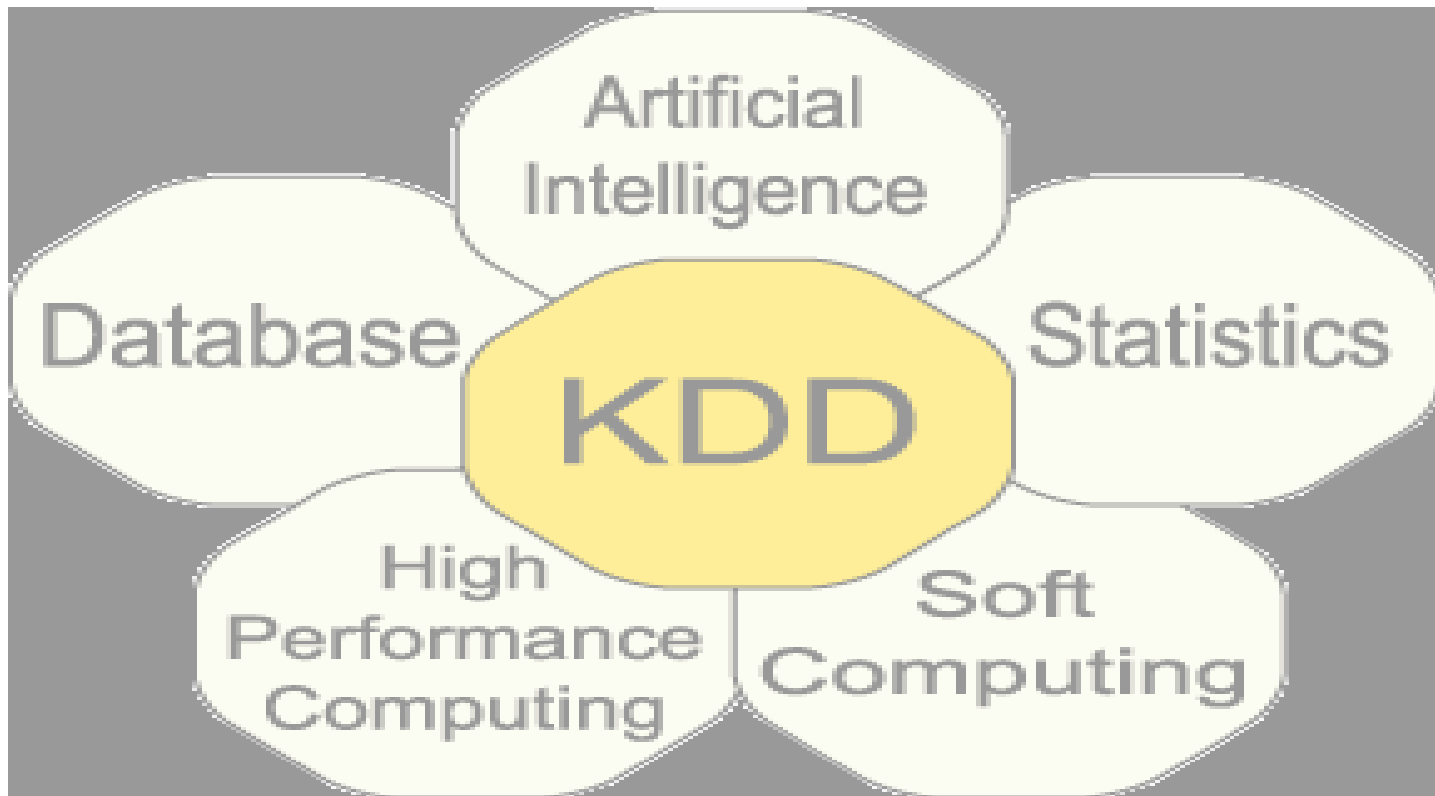 Artificial
Intelligence
Database
Statistics
KDD
High
Performance
Computing
Soft
Computing